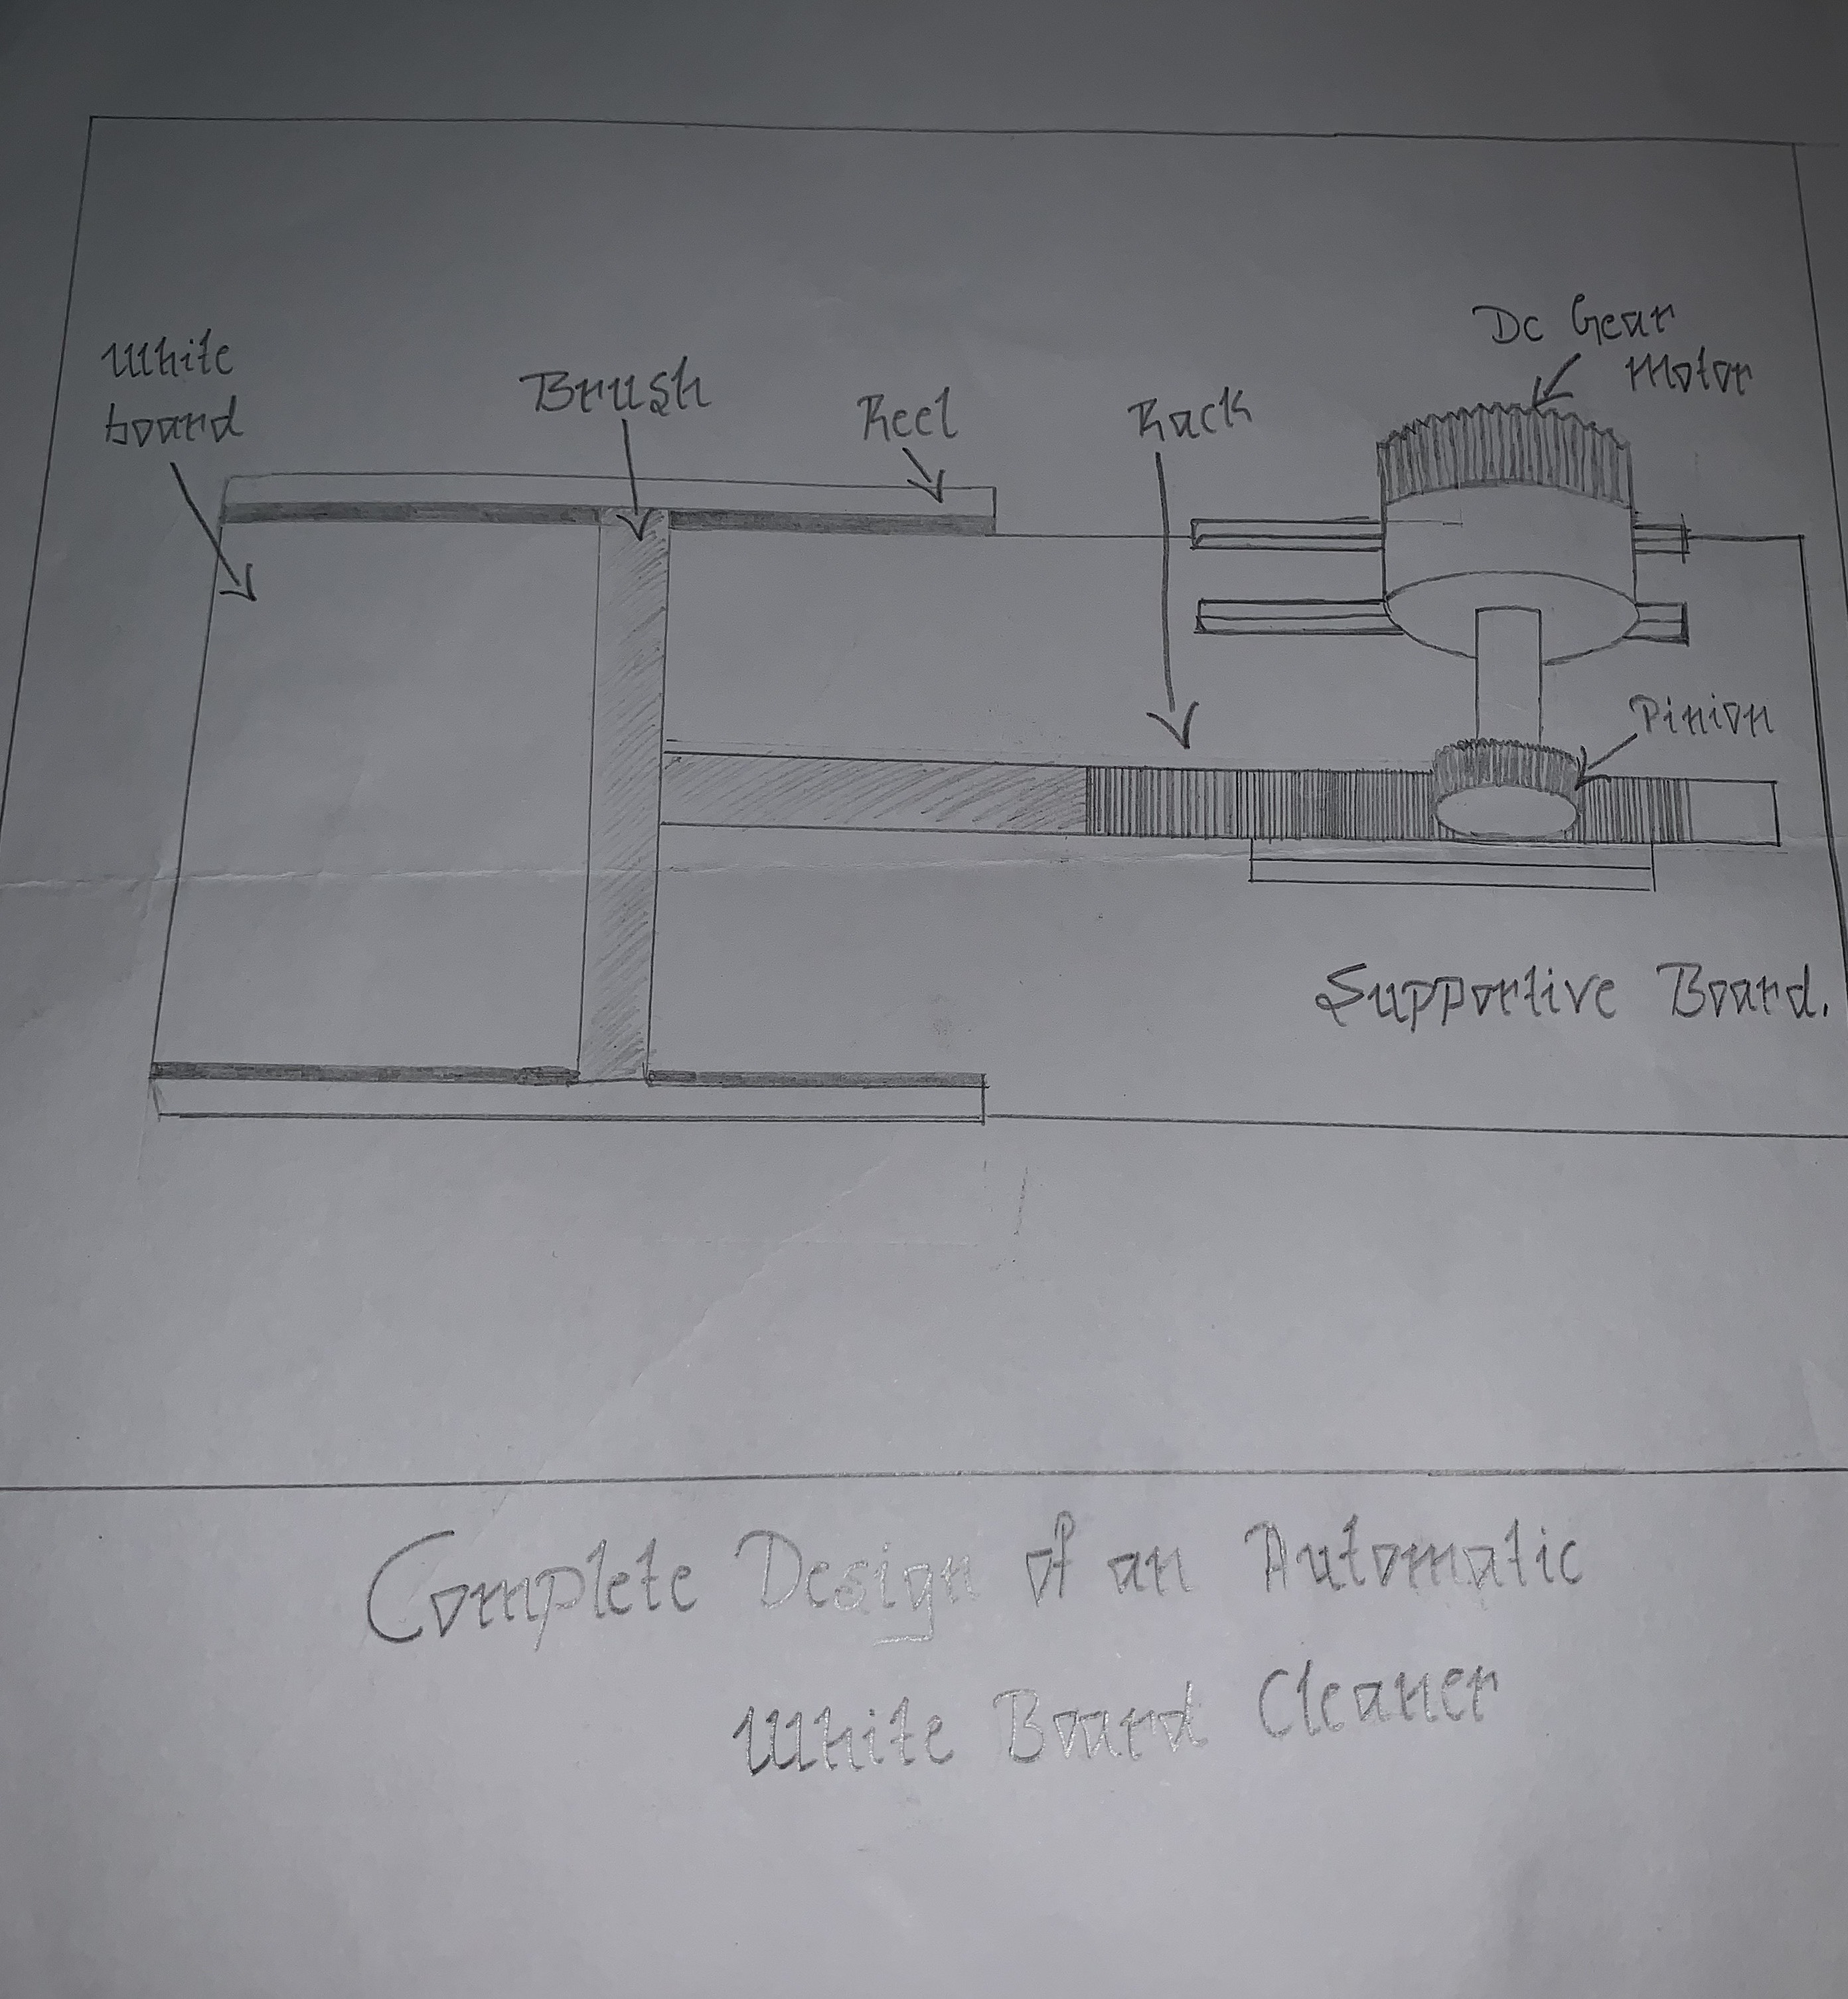 White
board
Brush
Reel
Rack
Dc Gear
Motor
Pinion
Supportive Board.
Complete Design of an Automatic
White Board Cleaner